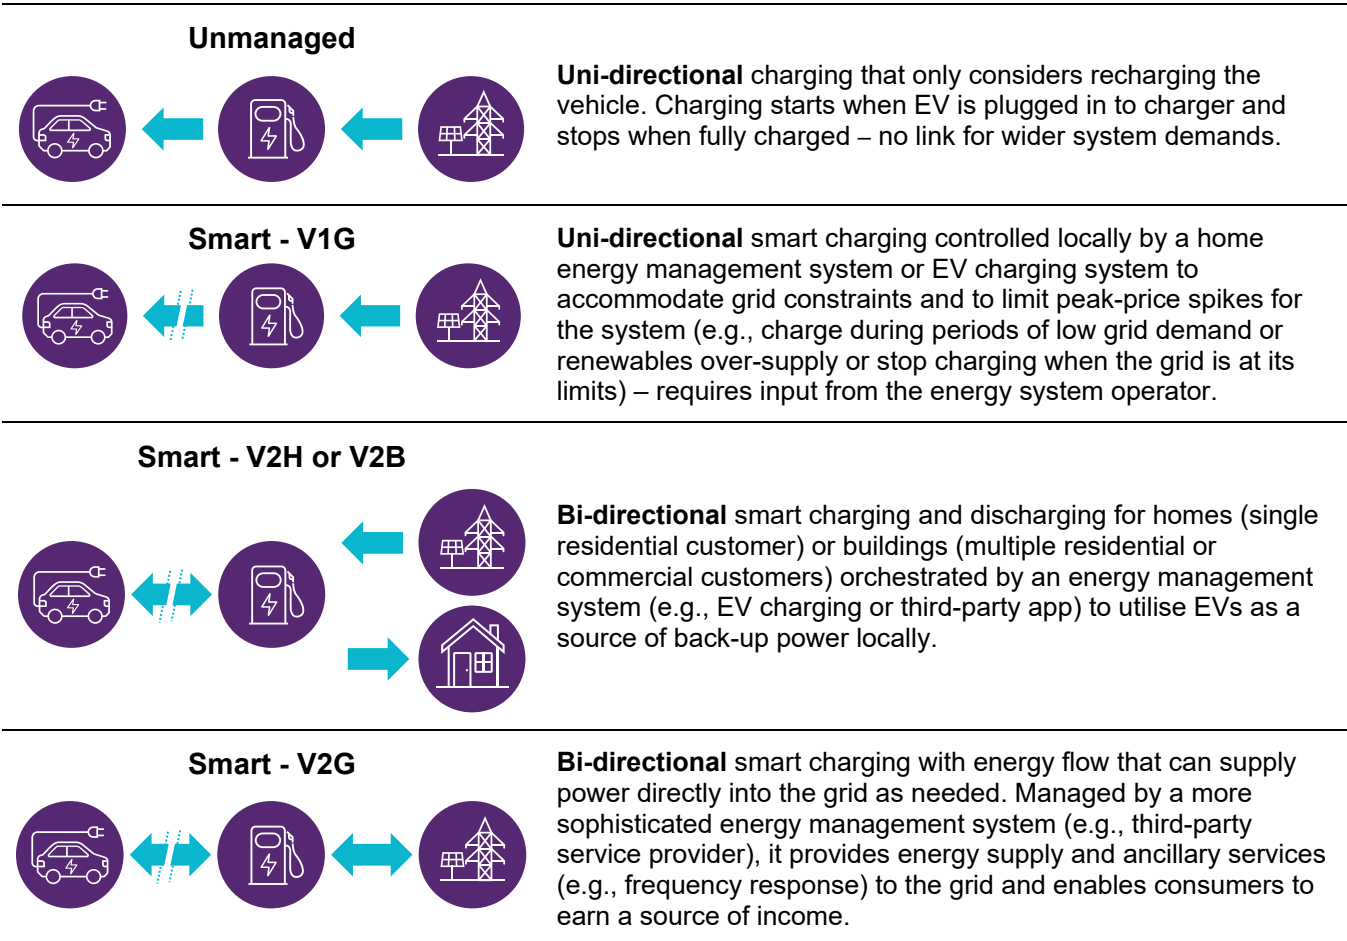 Unmanaged
Uni-directional charging that only considers recharging the
vehicle. Charging starts when EV is plugged in to charger and
stops when fully charged – no link for wider system demands.
Smart - V1G
Uni-directional smart charging controlled locally by a home
energy management system or EV charging system to
accommodate grid constraints and to limit peak-price spikes for
the system (e.g., charge during periods of low grid demand or
renewables over-supply or stop charging when the grid is at its
limits) – requires input from the energy system operator.
Smart - V2H or V2B
Bi-directional smart charging and discharging for homes (single
residential customer) or buildings (multiple residential or
commercial customers) orchestrated by an energy management
system (e.g., EV charging or third-party app) to utilise EVs as a
source of back-up power locally.
Smart - V2G
Bi-directional smart charging with energy flow that can supply
power directly into the grid as needed. Managed by a more
sophisticated energy management system (e.g., third-party
service provider), it provides energy supply and ancillary services
(e.g., frequency response) to the grid and enables consumers to
earn a source of income.